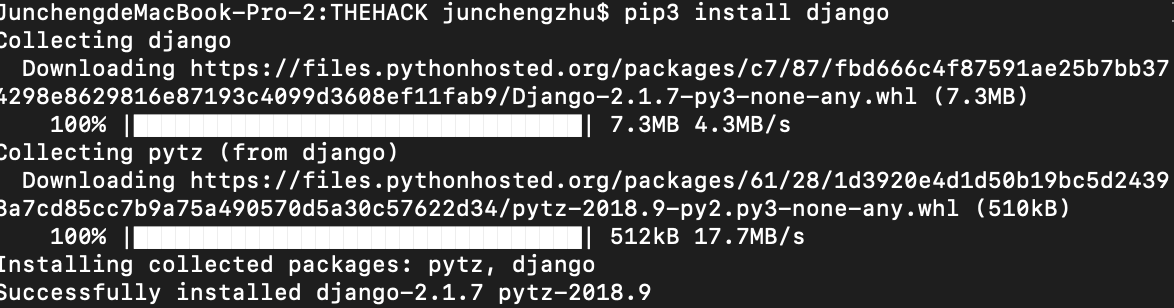 JunchengdeMacBook-Pro-2:THEHACK junchengzhu$ pip3 install django
Collecting django
  Downloading https://files.pythonhosted.org/packages/c7/87/fbd666c4f87591ae25b7bb37
4298e8629816e87193c4099d3608ef11fab9/Django-2.1.7-py3-none-any.whl (7.3MB)
    100% |████████████████████████████████| 7.3MB 4.3MB/s
Collecting pytz (from django)
  Downloading https://files.pythonhosted.org/packages/61/28/1d3920e4d1d50b19bc5d2439
8a7cd85cc7b9a75a490570d5a30c57622d34/pytz-2018.9-py2.py3-none-any.whl (510kB)
    100% |████████████████████████████████| 512kB 17.7MB/s
Installing collected packages: pytz, django
Successfully installed django-2.1.7 pytz-2018.9